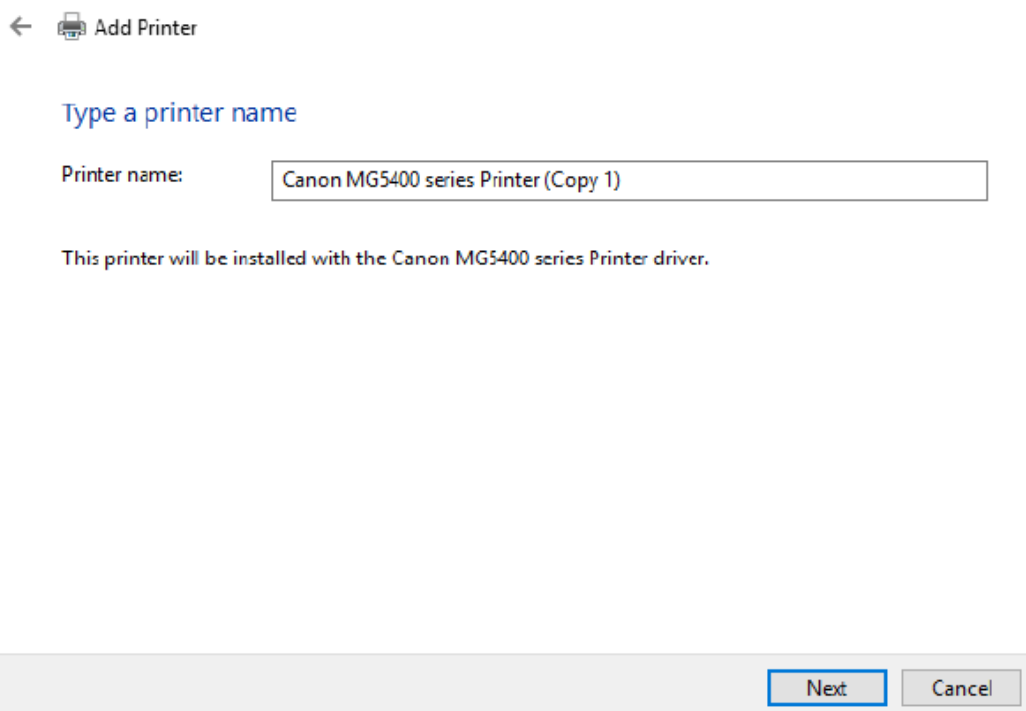 Add Printer
Type a printer name
Printer name:
Canon MG5400 series Printer (Copy 1)
This printer will be installed with the Canon MG5400 series Printer driver.
Next
Cancel